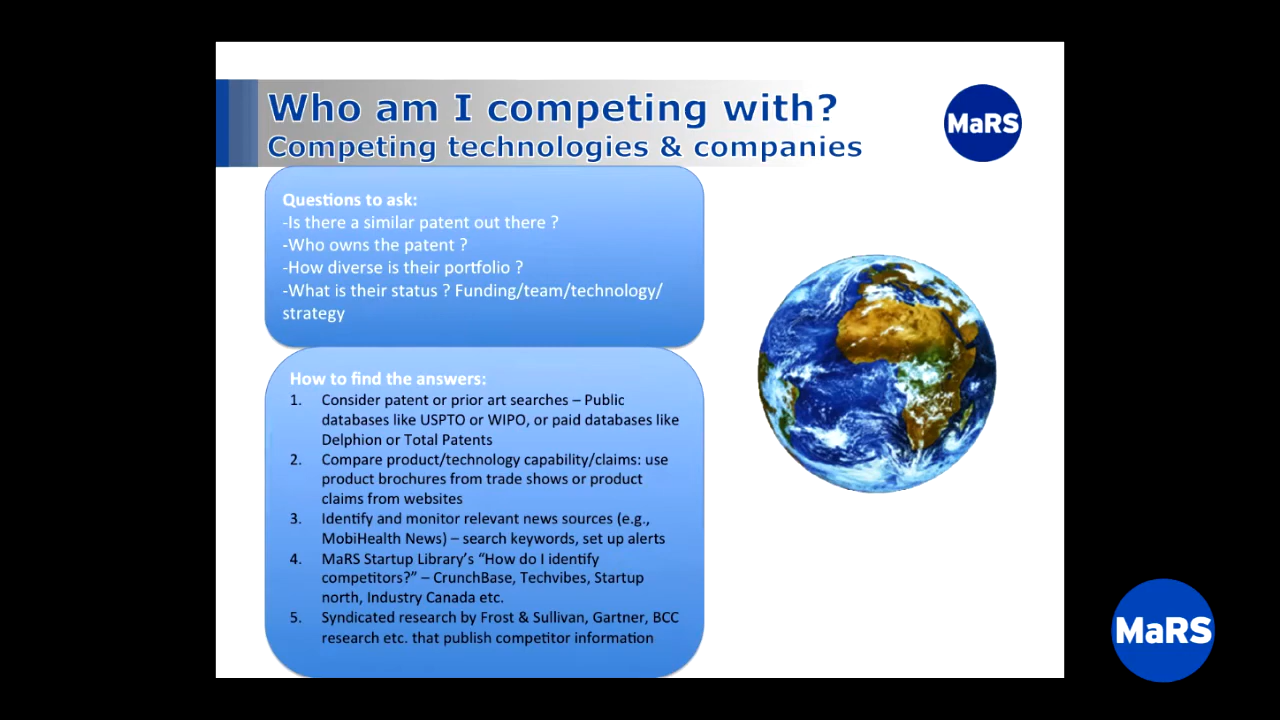 Who am I competing with?
Competing technologies & companies
MaRS
Questions to ask:
-Is there a similar patent out there ?
-Who owns the patent ?
-How diverse is their portfolio ?
-What is their status ? Funding/team/technology/
strategy
How to find the answers:
1. Consider patent or prior art searches – Public
databases like USPTO or WIPO, or paid databases like
Delphion or Total Patents
2. Compare product/technology capability/claims: use
product brochures from trade shows or product
claims from websites
3. Identify and monitor relevant news sources (e.g.,
MobiHealth News) – search keywords, set up alerts
4. MaRS Startup Library’s “How do I identify
competitors?” – CrunchBase, Techvibes, Startup
north, Industry Canada etc.
5. Syndicated research by Frost & Sullivan, Gartner, BCC
research etc. that publish competitor information
MaRS